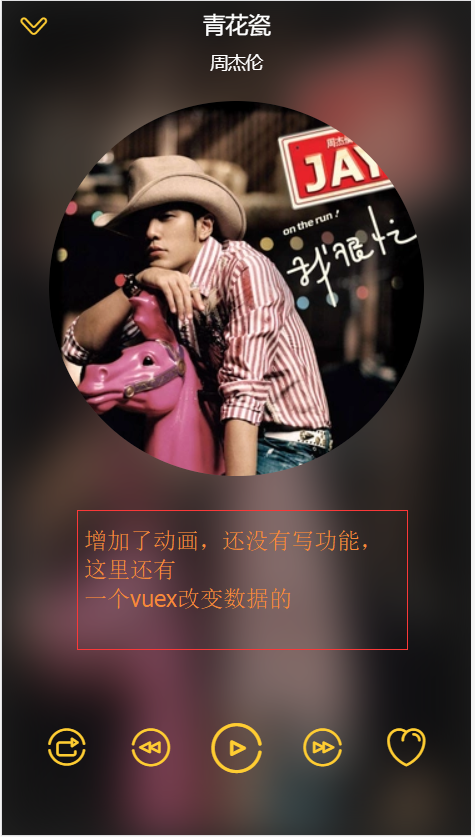 青花瓷
周杰伦
周杰伦
JAY
on the run!
我很忙
增加了动画，还没有写功能，
这里还有
一个vuex改变数据的